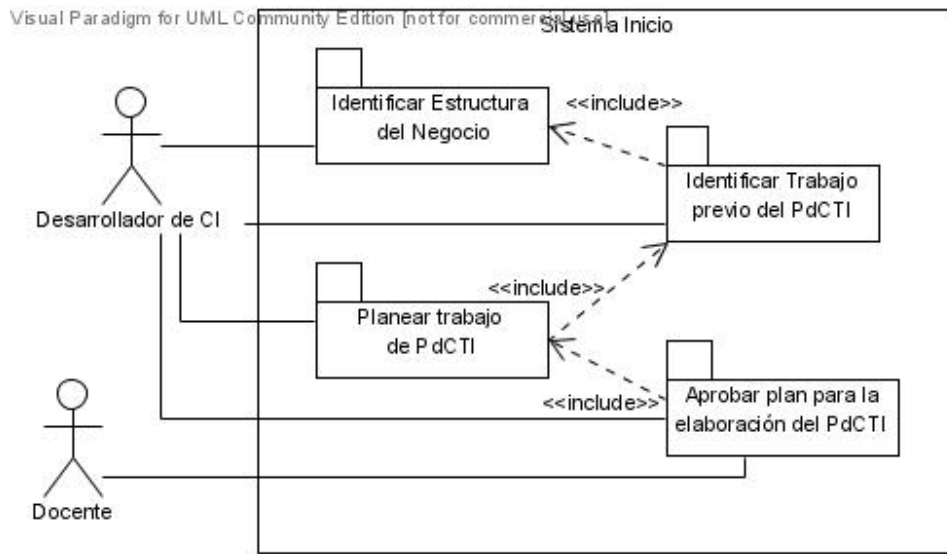 Visual Paradigm for UML Community Edition [not for commercial use]
Sistema Inicio
Identificar Estructura
del Negocio
<<include>>
Identificar Trabajo
previo del PdCTI
Desarrollador de CI
<<include>>
Planear trabajo
de PdCTI
<<include>>
Aprobar plan para la
elaboración del PdCTI
Docente